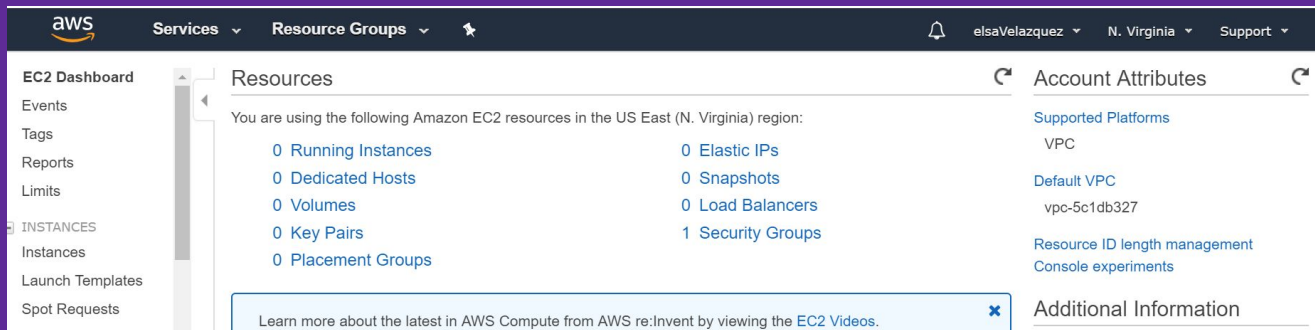 aws Services Resource Groups elsaVelazquez N. Virginia Support
EC2 Dashboard
Events
Tags
Reports
Limits
INSTANCES
Instances
Launch Templates
Spot Requests
Resources
You are using the following Amazon EC2 resources in the US East (N. Virginia) region:
0 Running Instances
0 Dedicated Hosts
0 Volumes
0 Key Pairs
0 Placement Groups
0 Elastic IPs
0 Snapshots
0 Load Balancers
1 Security Groups
Learn more about the latest in AWS Compute from AWS re:Invent by viewing the EC2 Videos.
Account Attributes
Supported Platforms
VPC
Default VPC
vpc-5c1db327
Resource ID length management
Console experiments
Additional Information